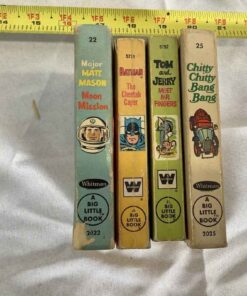 22
Major
MATT
MASON
Moon
Mission
Whitman
A
BIG
LITTLE
BOOK
2022
BATMAN
The
Cheetah
Caper
W
A
BIG
LITTLE
BOOK
TOM
and
JERRY
MEET MR.
FINGERS
W
A
BIG
LITTLE
BOOK
25
Chitty
Chitty
Bang
Bang
Whitman
A
BIG
LITTLE
BOOK
2025